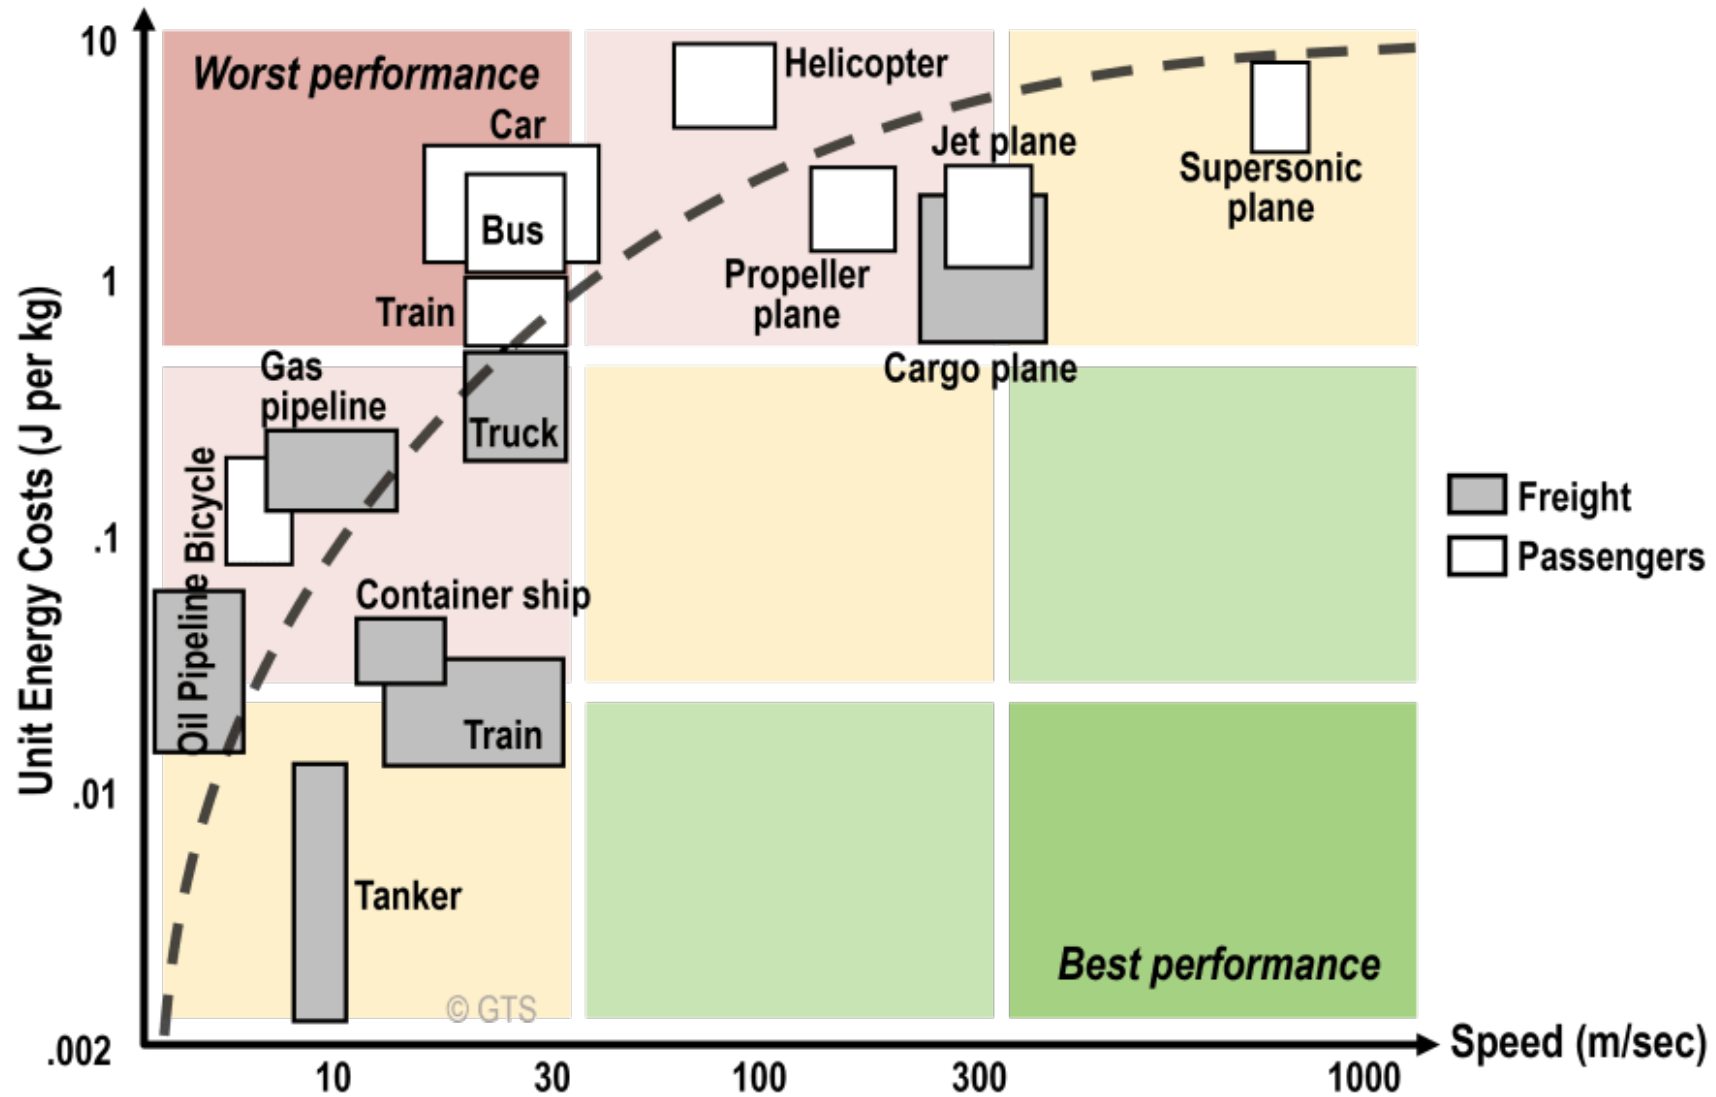 10
Worst performance
Helicopter
Car
Jet plane
Supersonic
plane
Bus
Propeller
plane
1
Train
Cargo plane
Gas
pipeline
Truck
Bicycle
Freight
Passengers
.1
Unit Energy Costs (J per kg)
Oil Pipeline
Container ship
Train
.01
Tanker
Best performance
© GTS
.002
Speed (m/sec)
10
30
100
300
1000